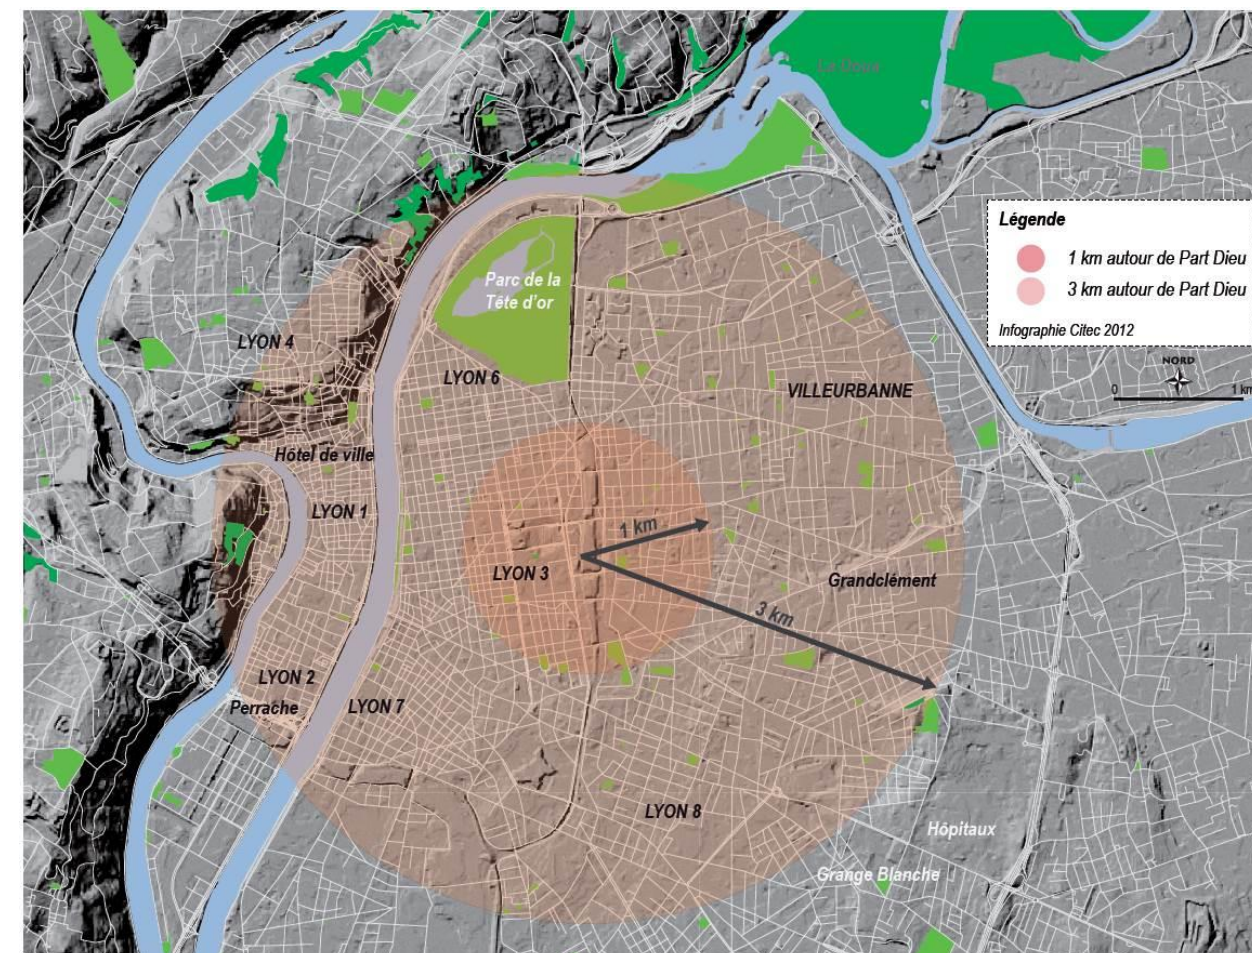 La Doua
Légende
1 km autour de Part Dieu
3 km autour de Part Dieu
Infographie Citec 2012
NORD
0 1 km
Parc de la
Tête d'or
LYON 4
LYON 6
VILLEURBANNE
Hôtel de ville
LYON 1
1 km
LYON 3
Grandclément
3 km
LYON 2
Perrache
LYON 7
LYON 8
Hôpitaux
Grange Blanche